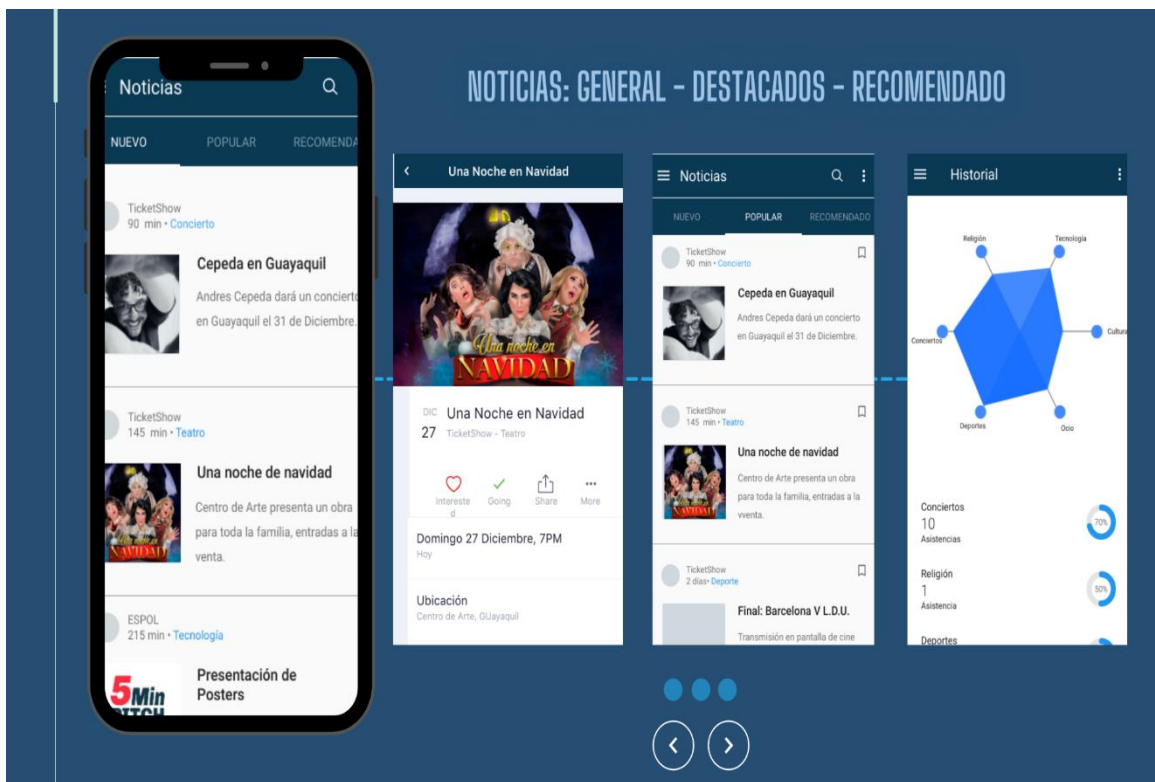 NOTICIAS: GENERAL - DESTACADOS - RECOMENDADO
Noticias
NUEVO POPULAR RECOMENDA
TicketShow
90 min • Concierto
Cepeda en Guayaquil
Andres Cepeda dará un concierto
en Guayaquil el 31 de Diciembre.
TicketShow
145 min • Teatro
Una noche de navidad
Centro de Arte presenta un obra
para toda la familia, entradas a la
venta.
NAVIDAD
ESPOL
215 min • Tecnología
Presentación de
Posters
5Min
PITCH
Una Noche en Navidad
Una noche en
NAVIDAD
DIC Una Noche en Navidad
27 TicketShow - Teatro
Intereste Going Share More
d
Domingo 27 Diciembre, 7PM
Hoy
Ubicación
Centro de Arte, GUayaquil
Noticias
NUEVO POPULAR RECOMENDADO
TicketShow
90 min • Concierto
Cepeda en Guayaquil
Andres Cepeda dará un concierto
en Guayaquil el 31 de Diciembre.
TicketShow
145 min • Teatro
Una noche de navidad
Centro de Arte presenta un obra
para toda la familia, entradas a la
vventa.
NAVIDAD
TicketShow
2 días• Deporte
Final: Barcelona V L.D.U.
Transmisión en pantalla de cine
Historial
Religión Tecnologia
Conciertos Cultura
Deportes Ocio
Conciertos
10 70%
Asistencias
Religión
1 50%
Asistencia
Deportes